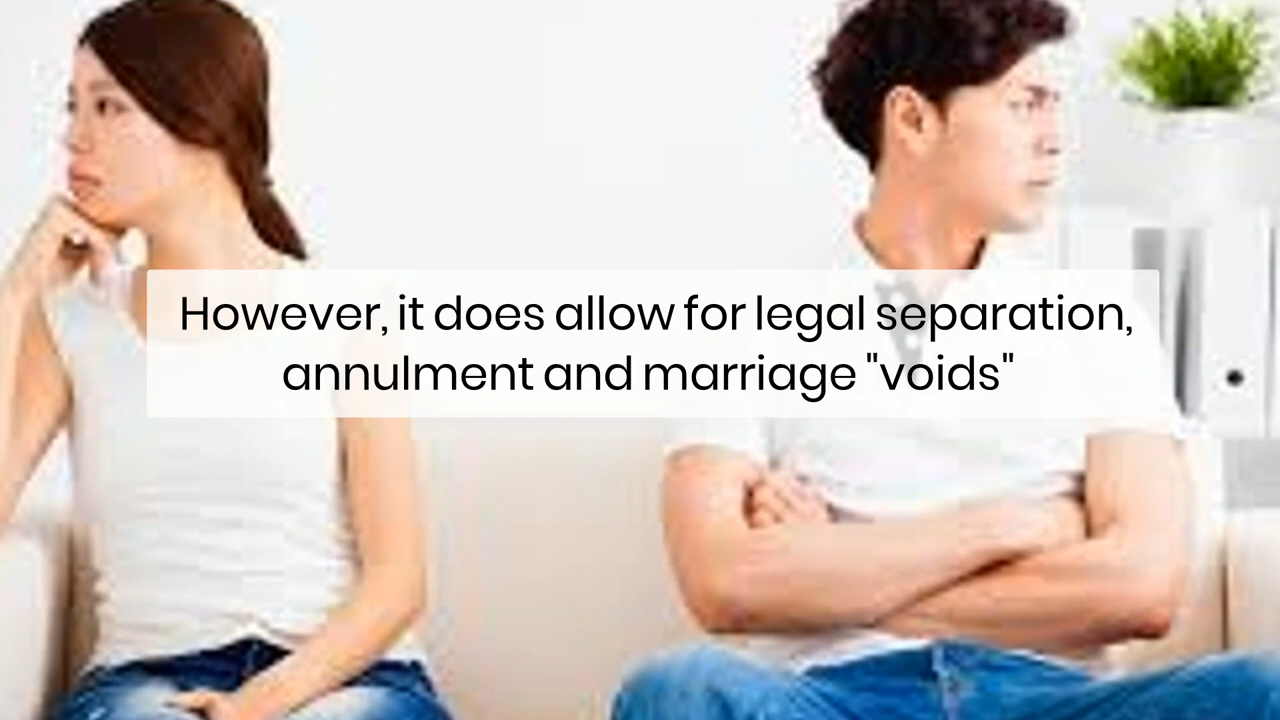 However, it does allow for legal separation,
annulment and marriage "voids"